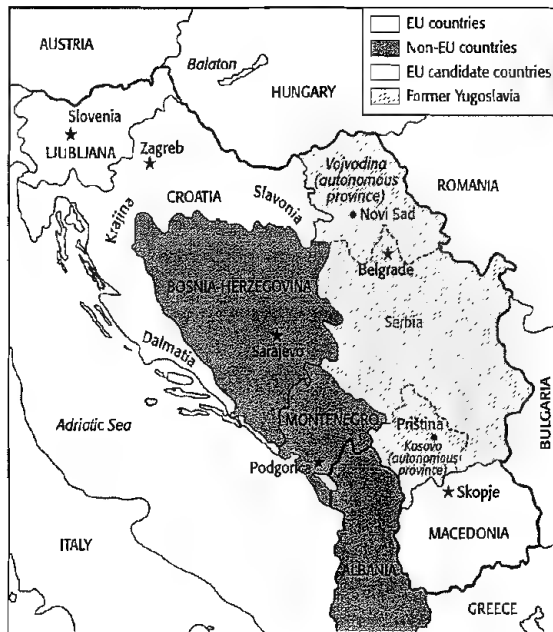 EU countries
Non-EU countries
EU candidate countries
Former Yugoslavia
AUSTRIA
Balaton
HUNGARY
Slovenia
LJUBLJANA
Zagreb
CROATIA
Slavonia
Krajina
Vojvodina
(autonomous
province)
Novi Sad
ROMANIA
Belgrade
BOSNIA-HERZEGOVINA
Serbia
Sarajevo
Dalmatia
Adriatic Sea
MONTENEGRO
Priština
Kosovo
(autonomous
province)
BULGARIA
Podgorica
Skopje
MACEDONIA
ITALY
ALBANIA
GREECE